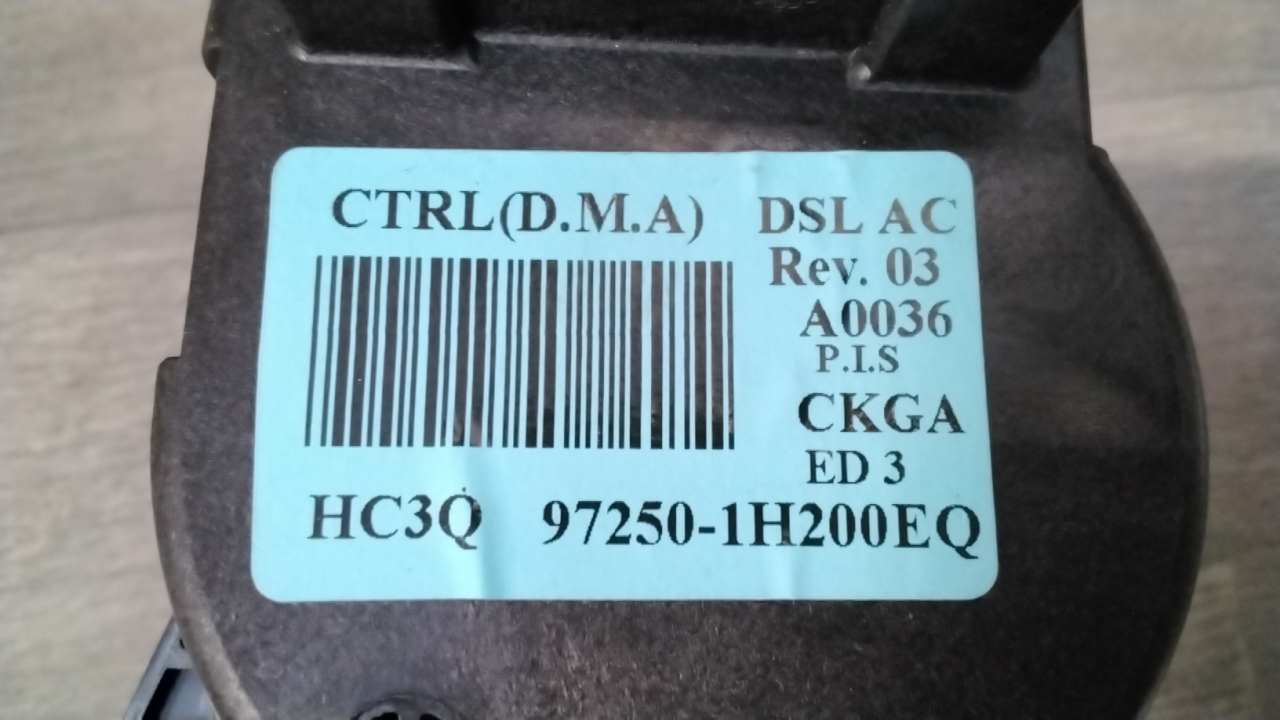 CTRL(D.M.A) DSL AC
Rev. 03
A0036
P.I.S
CKGA
ED 3
HC3Q 97250-1H200EQ